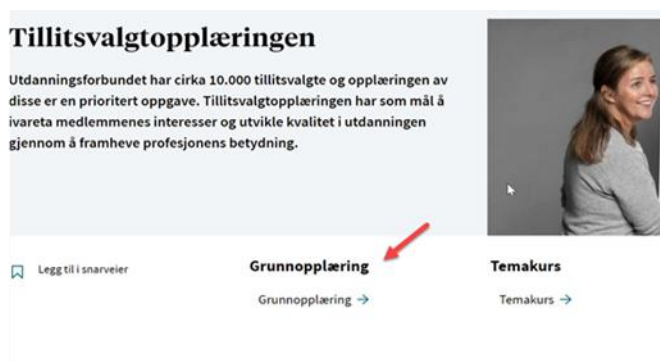 Tillitsvalgtopplæringen
Utdanningsforbundet har cirka 10.000 tillitsvalgte og opplæringen av
disse er en prioritert oppgave. Tillitsvalgtopplæringen har som mål å
ivareta medlemmenes interesser og utvikle kvalitet i utdanningen
gjennom å framheve profesjonens betydning.
Legg til i snarveier
Grunnopplæring
Grunnopplæring →
Temakurs
Temakurs →